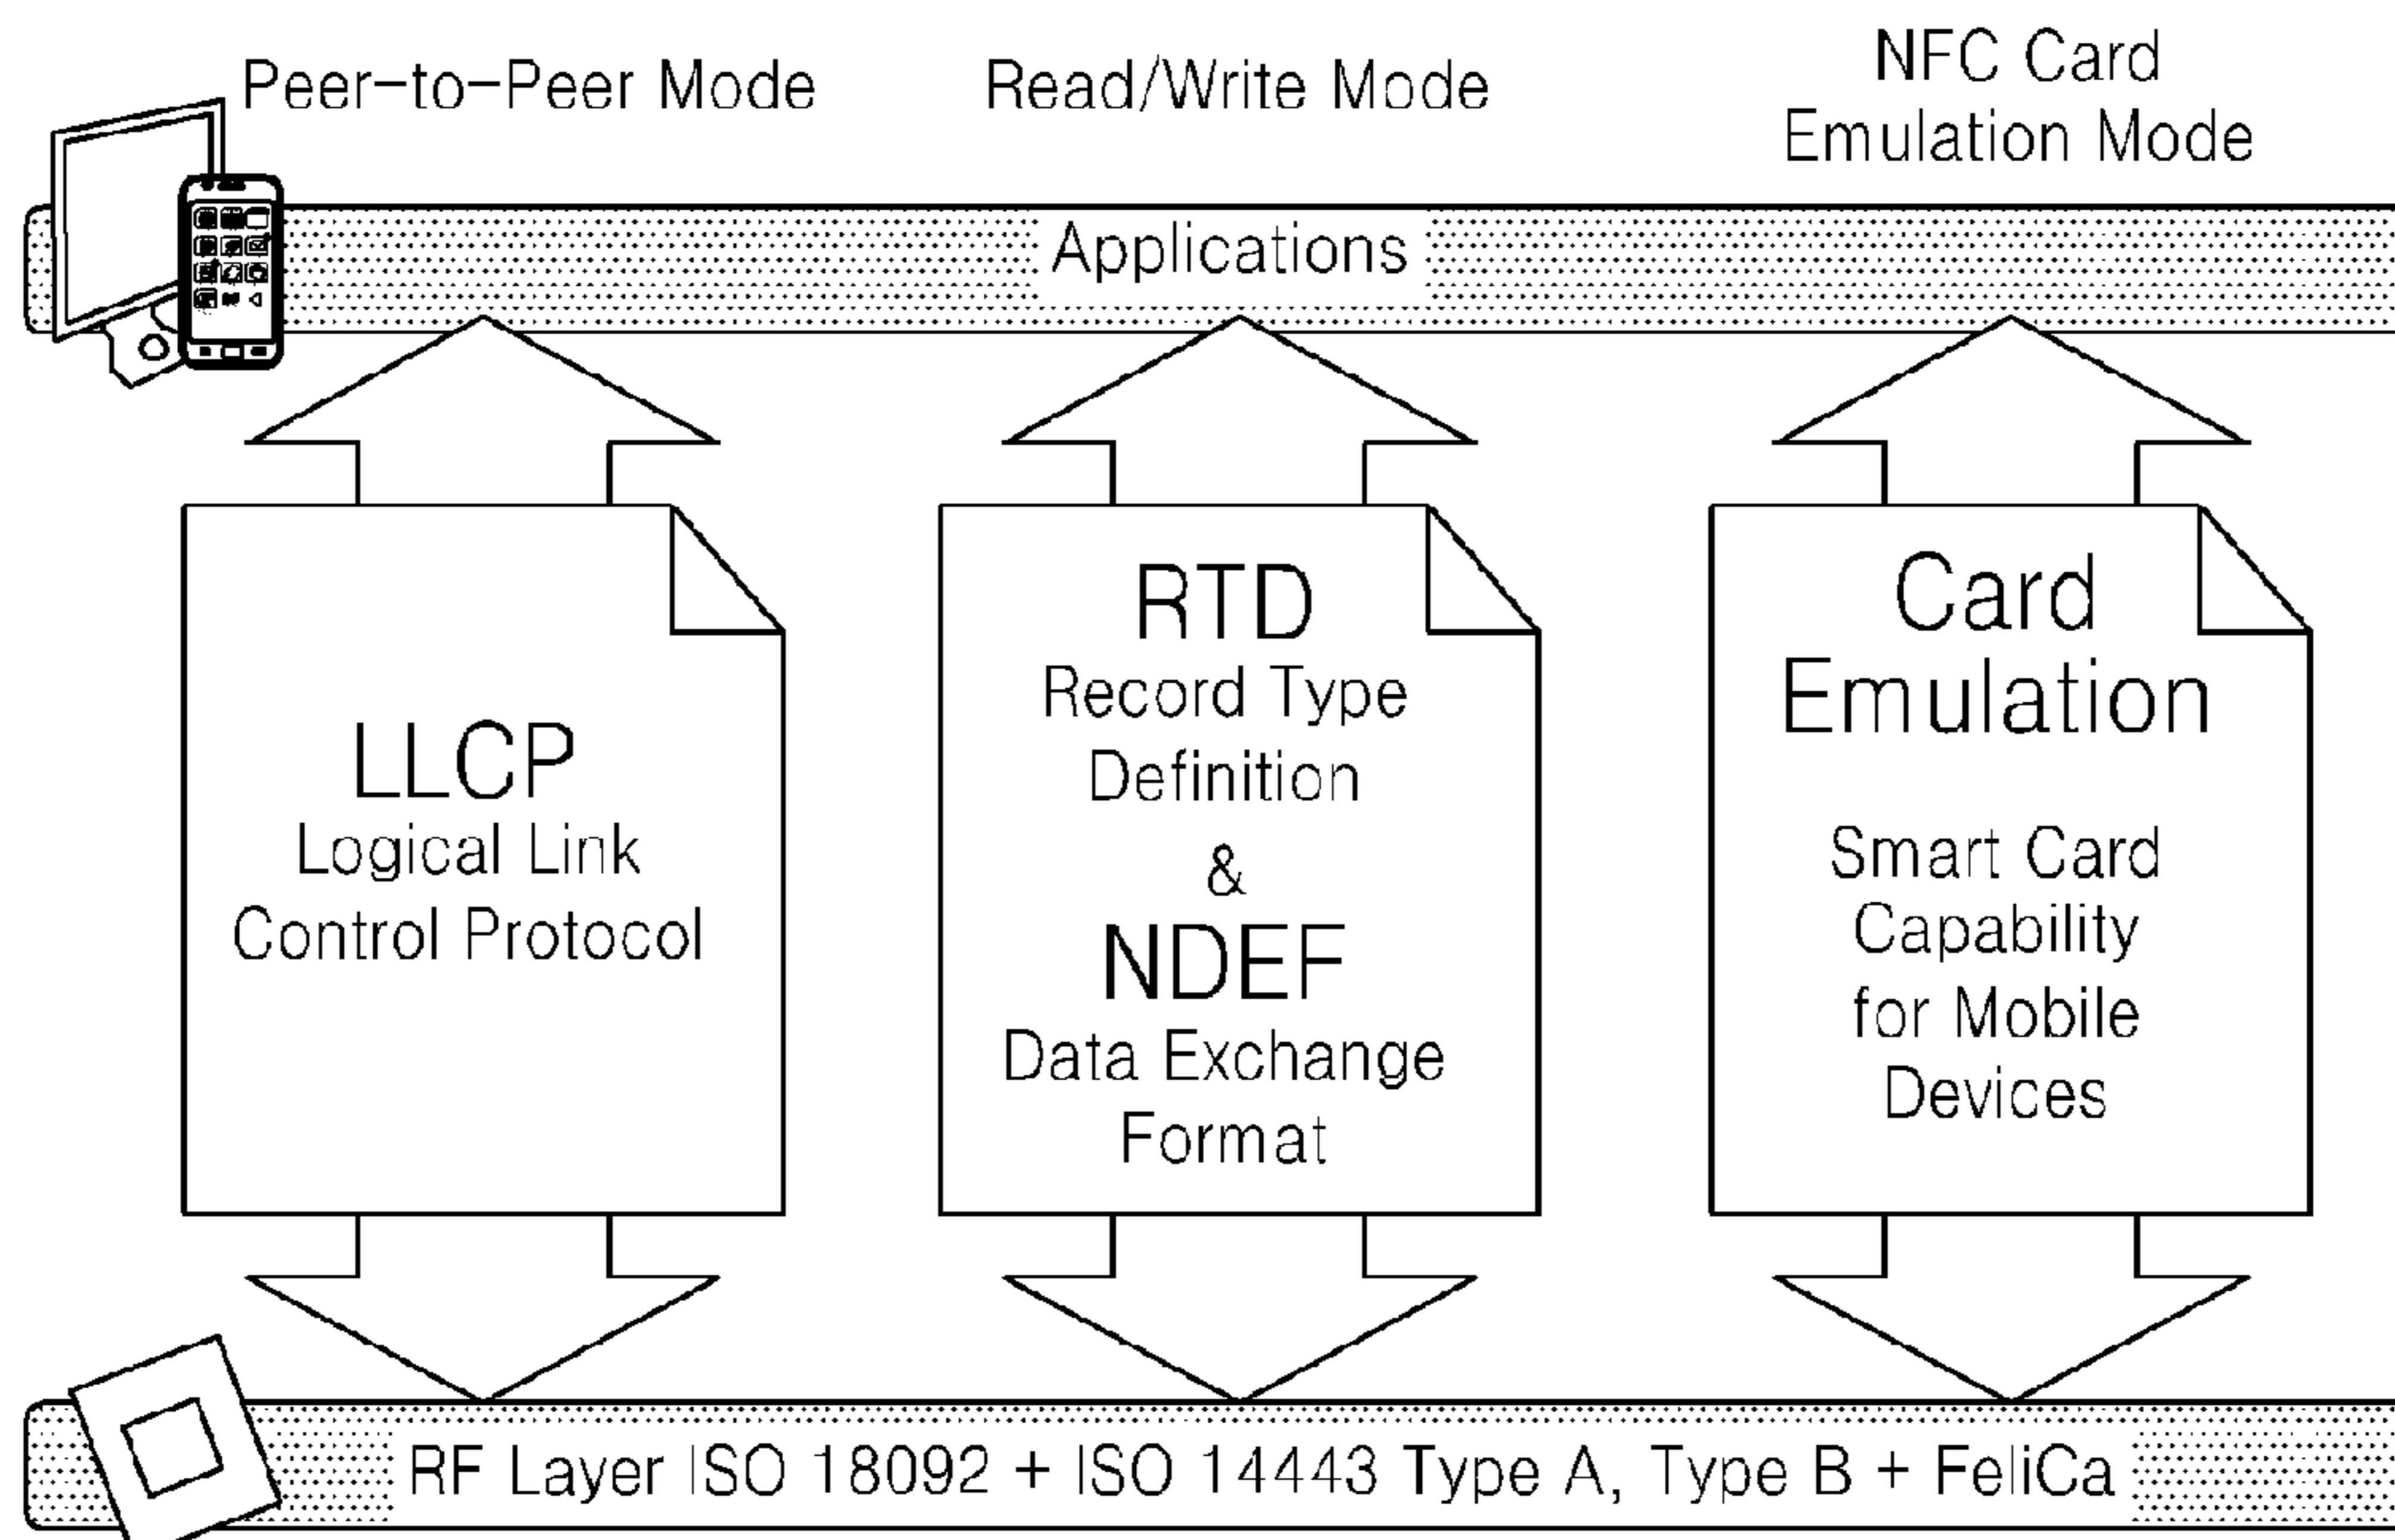 Peer-to-Peer Mode
Read/Write Mode
NFC Card
Emulation Mode
Applications
LLCP
Logical Link
Control Protocol
RTD
Record Type
Definition
&
NDEF
Data Exchange
Format
Card
Emulation
Smart Card
Capability
for Mobile
Devices
RF Layer ISO 18092 + ISO 14443 Type A, Type B + FeliCa